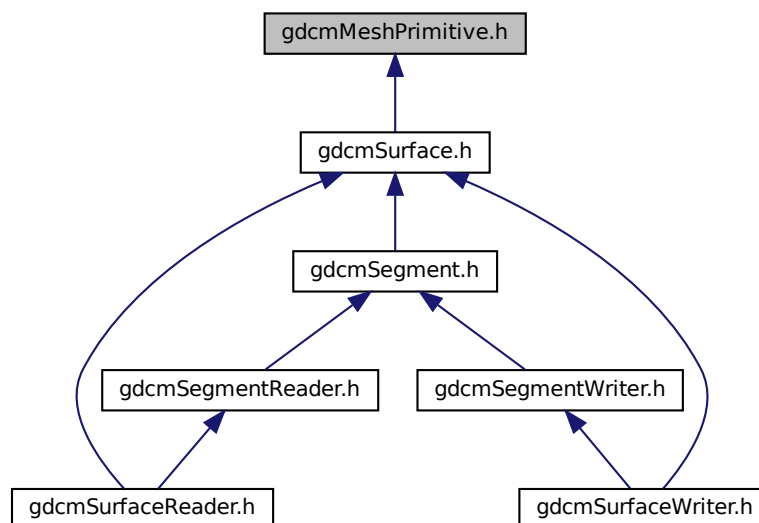 gdcmMeshPrimitive.h
gdcmSurface.h
gdcmSegment.h
gdcmSegmentReader.h
gdcmSegmentWriter.h
gdcmSurfaceReader.h
gdcmSurfaceWriter.h